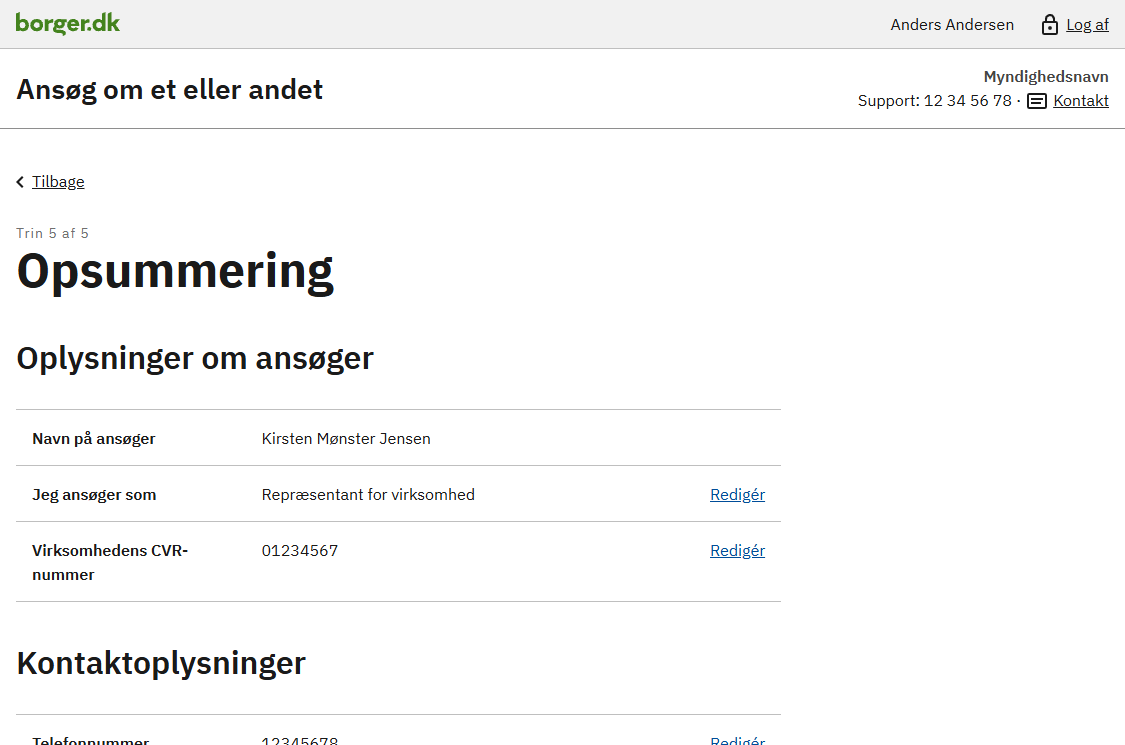 borger.dk
Anders Andersen
Log af
Ansøg om et eller andet
Myndighedsnavn
Support: 12 34 56 78 · Kontakt
Tilbage
Trin 5 af 5
Opsummering
Oplysninger om ansøger
Navn på ansøger Kirsten Mønster Jensen
Jeg ansøger som Repræsentant for virksomhed Redigér
Virksomhedens CVR- 01234567 Redigér
nummer
Kontaktoplysninger
Telefonnummer 12345678 Redigér